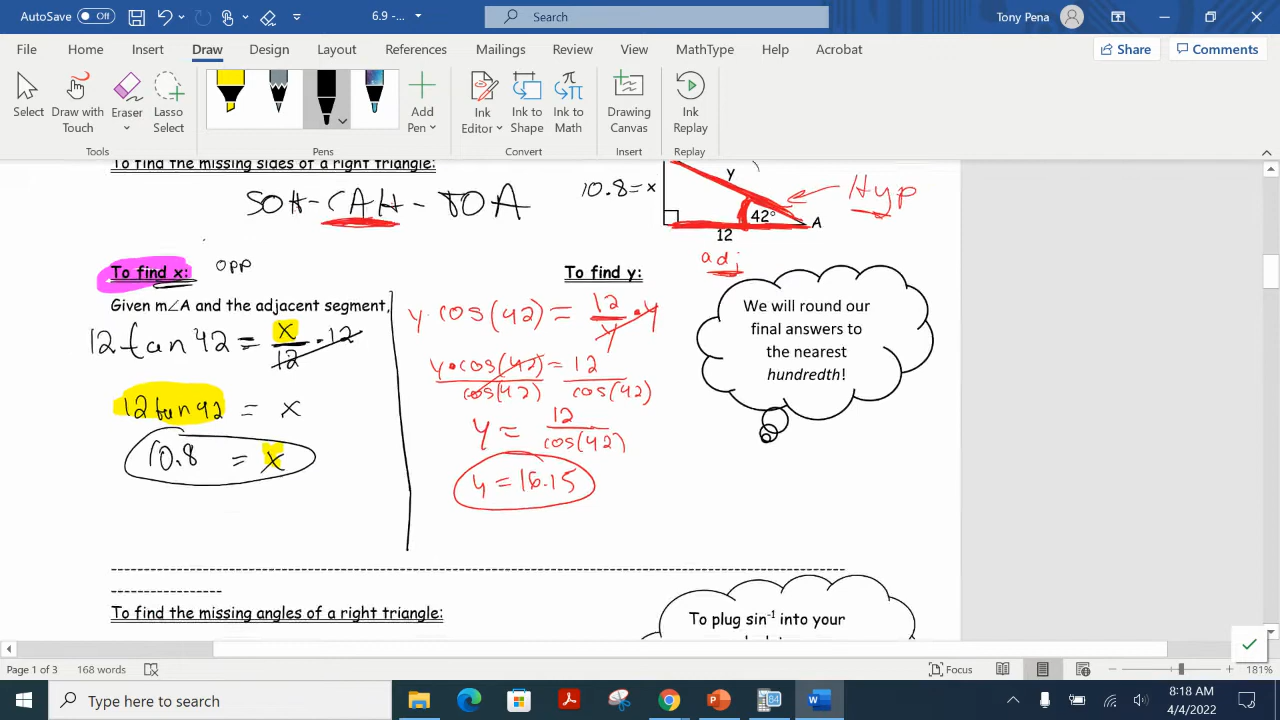 AutoSave Off 6.9 -... Search Tony Pena
File Home Insert Draw Design Layout References Mailings Review View MathType Help Acrobat Share Comments
Select Draw with Touch Eraser Lasso Select Add Pen Ink Editor Ink to Shape Ink to Math Drawing Canvas Ink Replay
Tools Pens Convert Insert Replay
To find the missing sides of a right triangle:
SOH-CAH-TOA
y
10.8=x
Hyp
42°
A
12
adj
To find x:
opp
Given m∠A and the adjacent segment,
12 tan 42 = x/12 · 12
12 tan 42 = x
10.8 = x
To find y:
y·cos(42) = 12/y · y
y·cos(42)/cos(42) = 12/cos(42)
y = 12/cos(42)
y = 16.15
We will round our
final answers to
the nearest
hundredth!
To find the missing angles of a right triangle:
To plug sin⁻¹ into your
Page 1 of 3 168 words Focus 181%
Type here to search
64
8:18 AM
4/4/2022